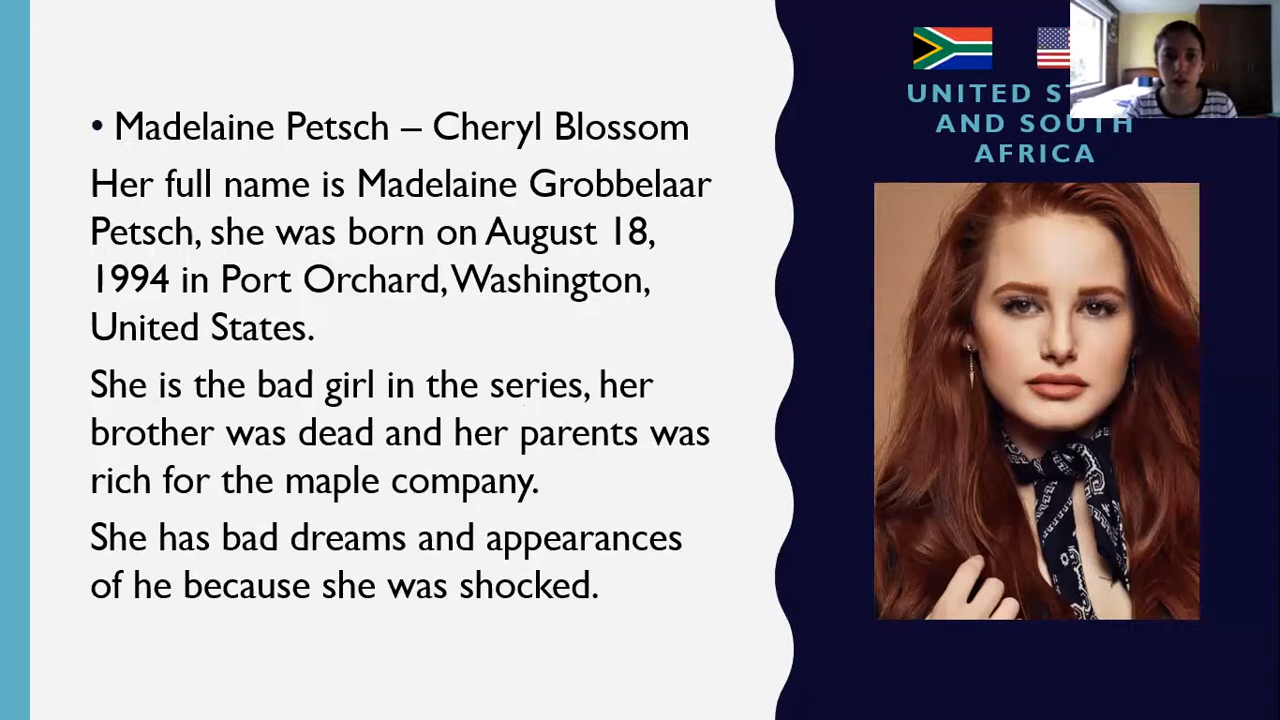 • Madelaine Petsch – Cheryl Blossom
Her full name is Madelaine Grobbelaar
Petsch, she was born on August 18,
1994 in Port Orchard, Washington,
United States.
She is the bad girl in the series, her
brother was dead and her parents was
rich for the maple company.
She has bad dreams and appearances
of he because she was shocked.
UNITED
AND SOUTH
AFRICA